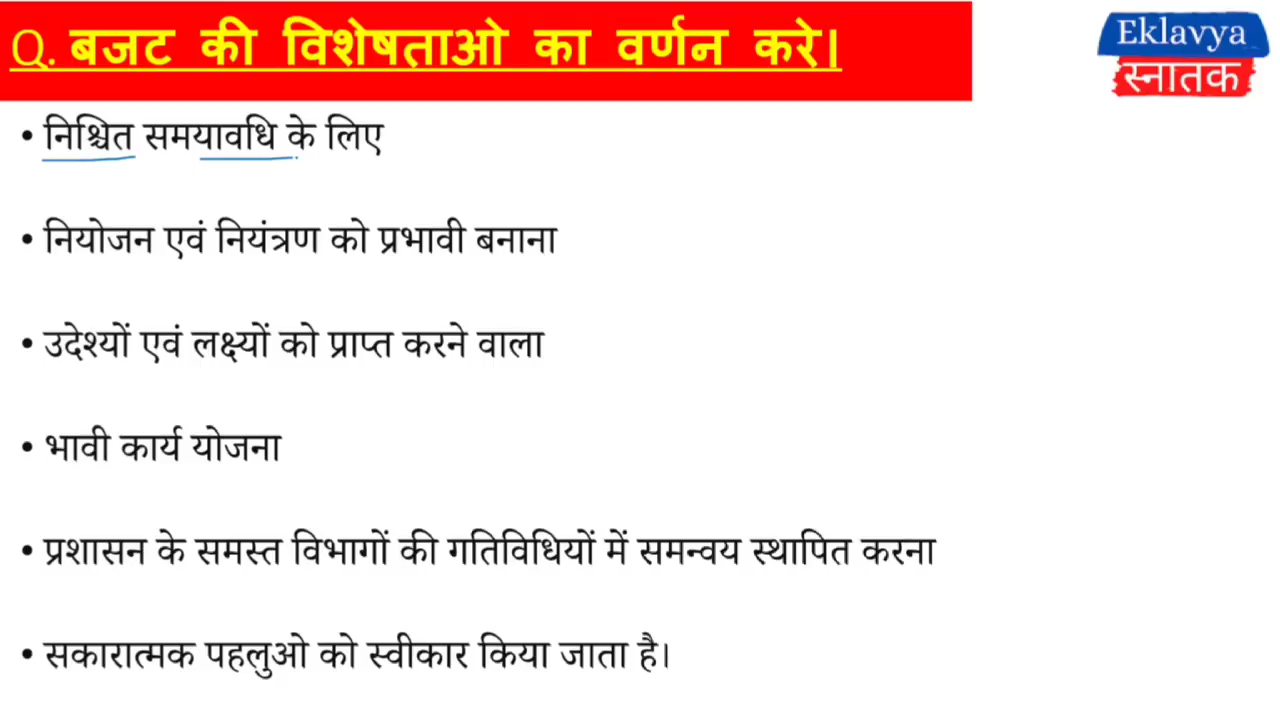 Q. बजट की विशेषताओ का वर्णन करे।
Eklavya
स्नातक
• निश्चित समयावधि के लिए
• नियोजन एवं नियंत्रण को प्रभावी बनाना
• उदेश्यों एवं लक्ष्यों को प्राप्त करने वाला
• भावी कार्य योजना
• प्रशासन के समस्त विभागों की गतिविधियों में समन्वय स्थापित करना
• सकारात्मक पहलुओ को स्वीकार किया जाता है।